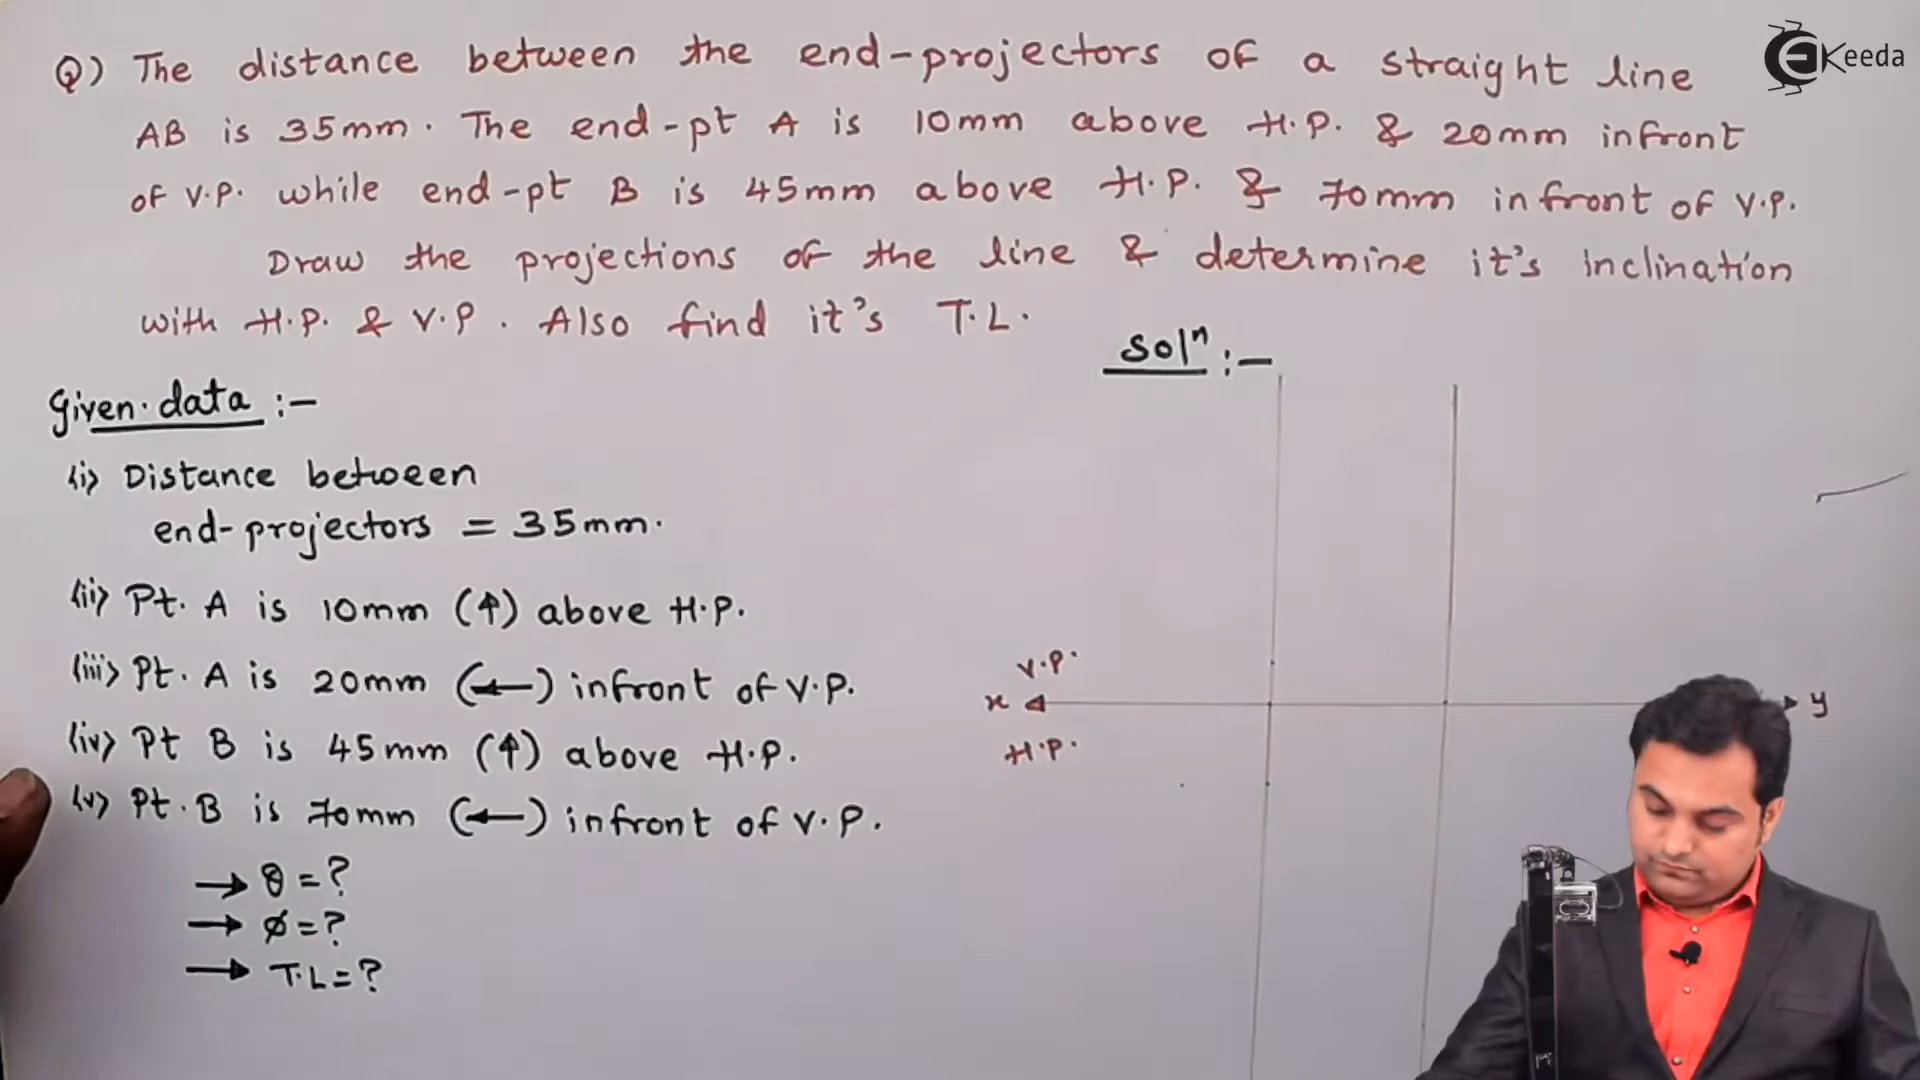 Q) The distance between the end-projectors of a straight line
AB is 35mm. The end-pt A is 10mm above H.P. & 20mm infront
of V.P. while end-pt B is 45mm above H.P. & 70mm infront of V.P.
Draw the projections of the line & determine it's inclination
with H.P. & V.P. Also find it's T.L.
Solⁿ :-
Given data :-
(i) Distance between
end-projectors = 35mm.
(ii) Pt. A is 10mm (↑) above H.P.
(iii) Pt. A is 20mm (←) infront of V.P.
(iv) Pt B is 45mm (↑) above H.P.
(v) Pt. B is 70mm (←) infront of V.P.
→ θ = ?
→ ø = ?
→ T.L = ?
V.P.
x y
H.P.
EKeeda